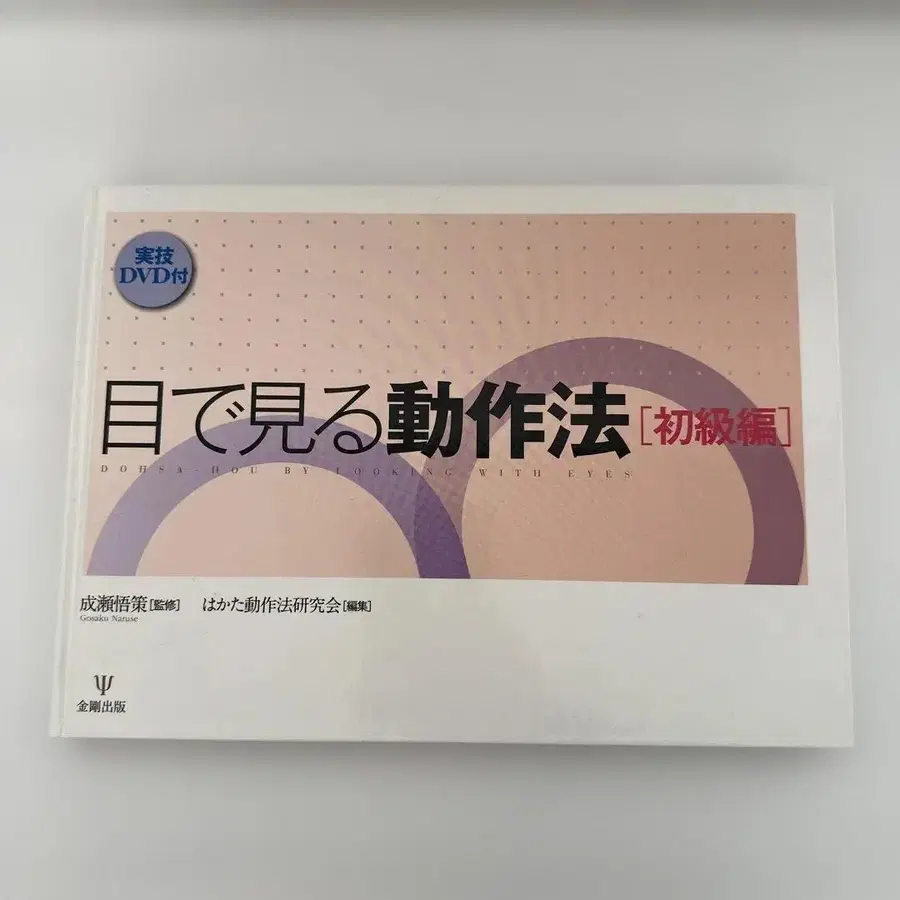 実技
DVD付
目で見る動作法[初級編]
DOHSA-HOU BY LOOKING WITH EYES
成瀬悟策[監修] はかた動作法研究会[編集]
Gosaku Naruse
Ψ
金剛出版